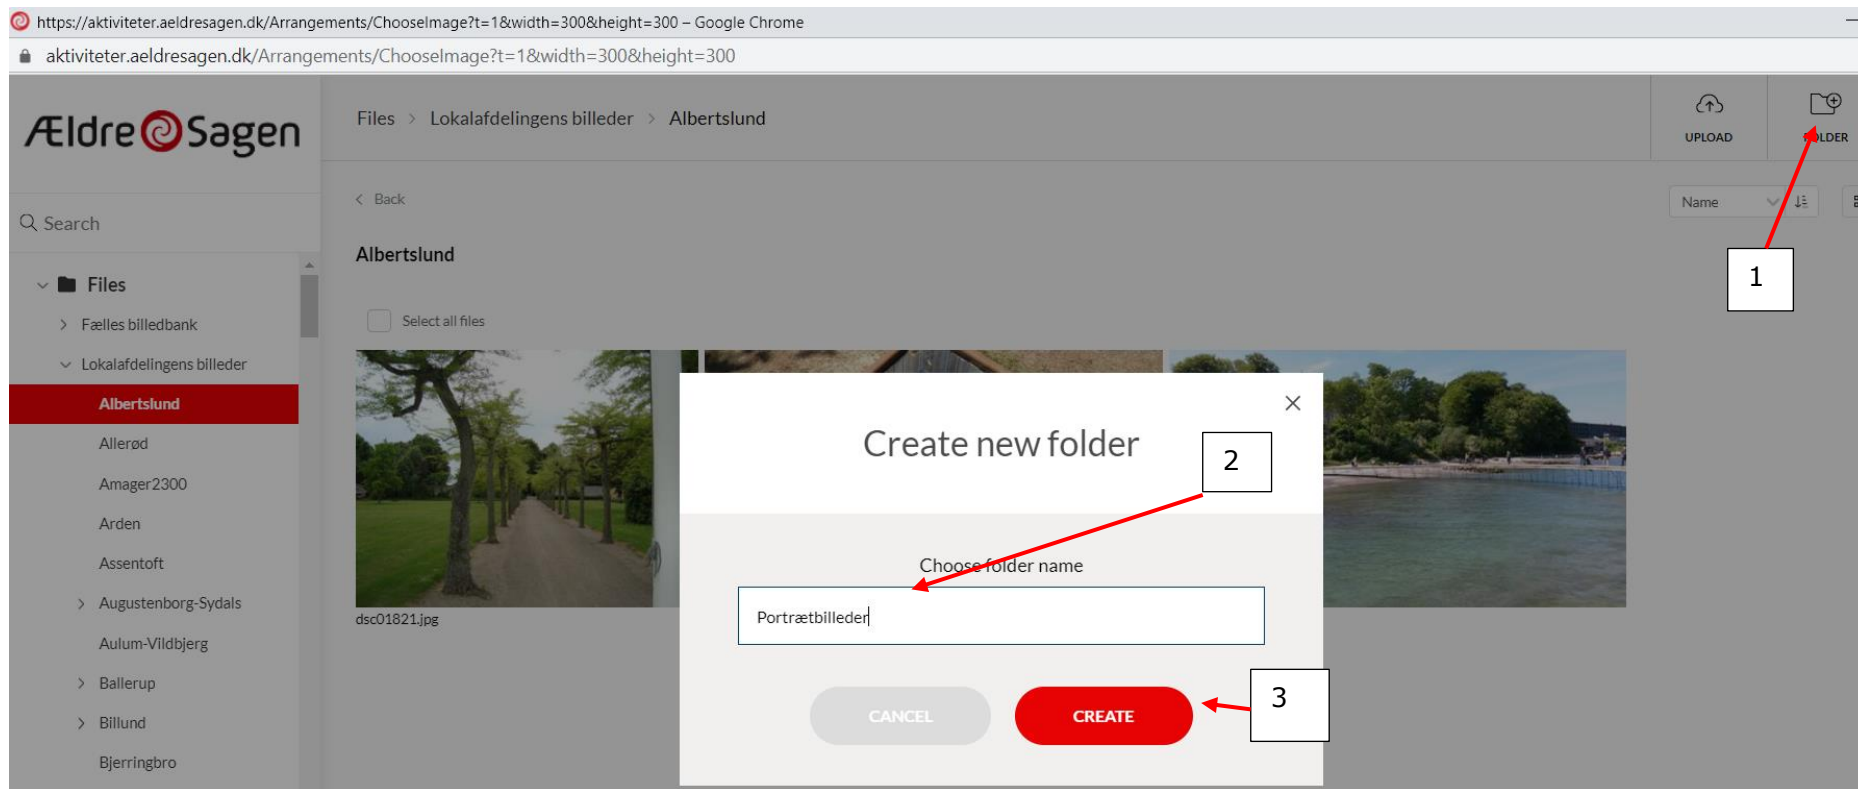 https://aktiviteter.aeldresagen.dk/Arrangements/ChooseImage?t=1&width=300&height=300 – Google Chrome
aktiviteter.aeldresagen.dk/Arrangements/ChooseImage?t=1&width=300&height=300
Ældre Sagen
Files > Lokalafdelingens billeder > Albertslund
UPLOAD
FOLDER
Search
< Back
Name
1
Albertslund
Select all files
Files
Fælles billedbank
Lokalafdelingens billeder
Albertslund
Allerød
Amager2300
Arden
Assentoft
Augustenborg-Sydals
Aulum-Vildbjerg
Ballerup
Billund
Bjerringbro
dsc01821.jpg
Create new folder
2
Choose folder name
Portrætbilleder
CANCEL
CREATE
3